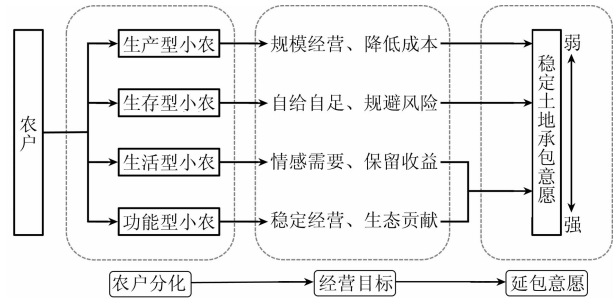 农户
生产型小农
规模经营、降低成本
生存型小农
自给自足、规避风险
生活型小农
情感需要、保留收益
功能型小农
稳定经营、生态贡献
稳定土地承包意愿
弱
强
农户分化
经营目标
延包意愿